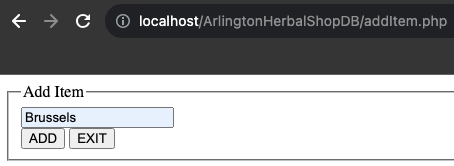 localhost/ArlingtonHerbalShopDB/addItem.php
Add Item
Brussels
ADD EXIT